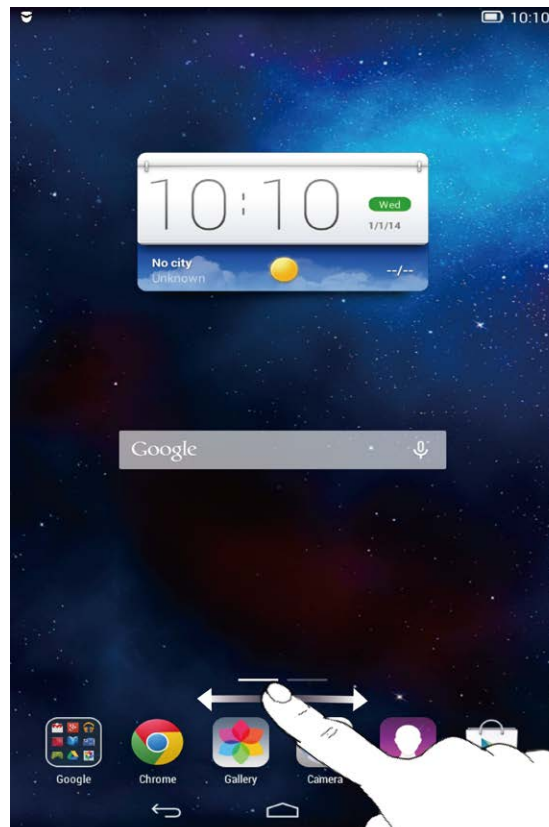 10:10
10:10
Wed
1/1/14
No city
Unknown
--/--
Google
Google
Chrome
Gallery
Camera